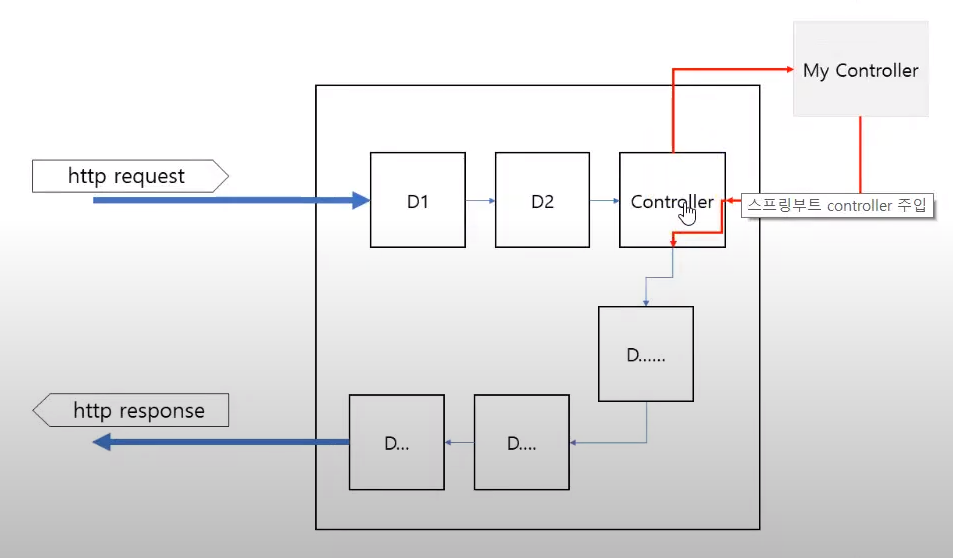 My Controller
http request
D1
D2
Controller
스프링부트 controller 주입
D......
http response
D...
D....